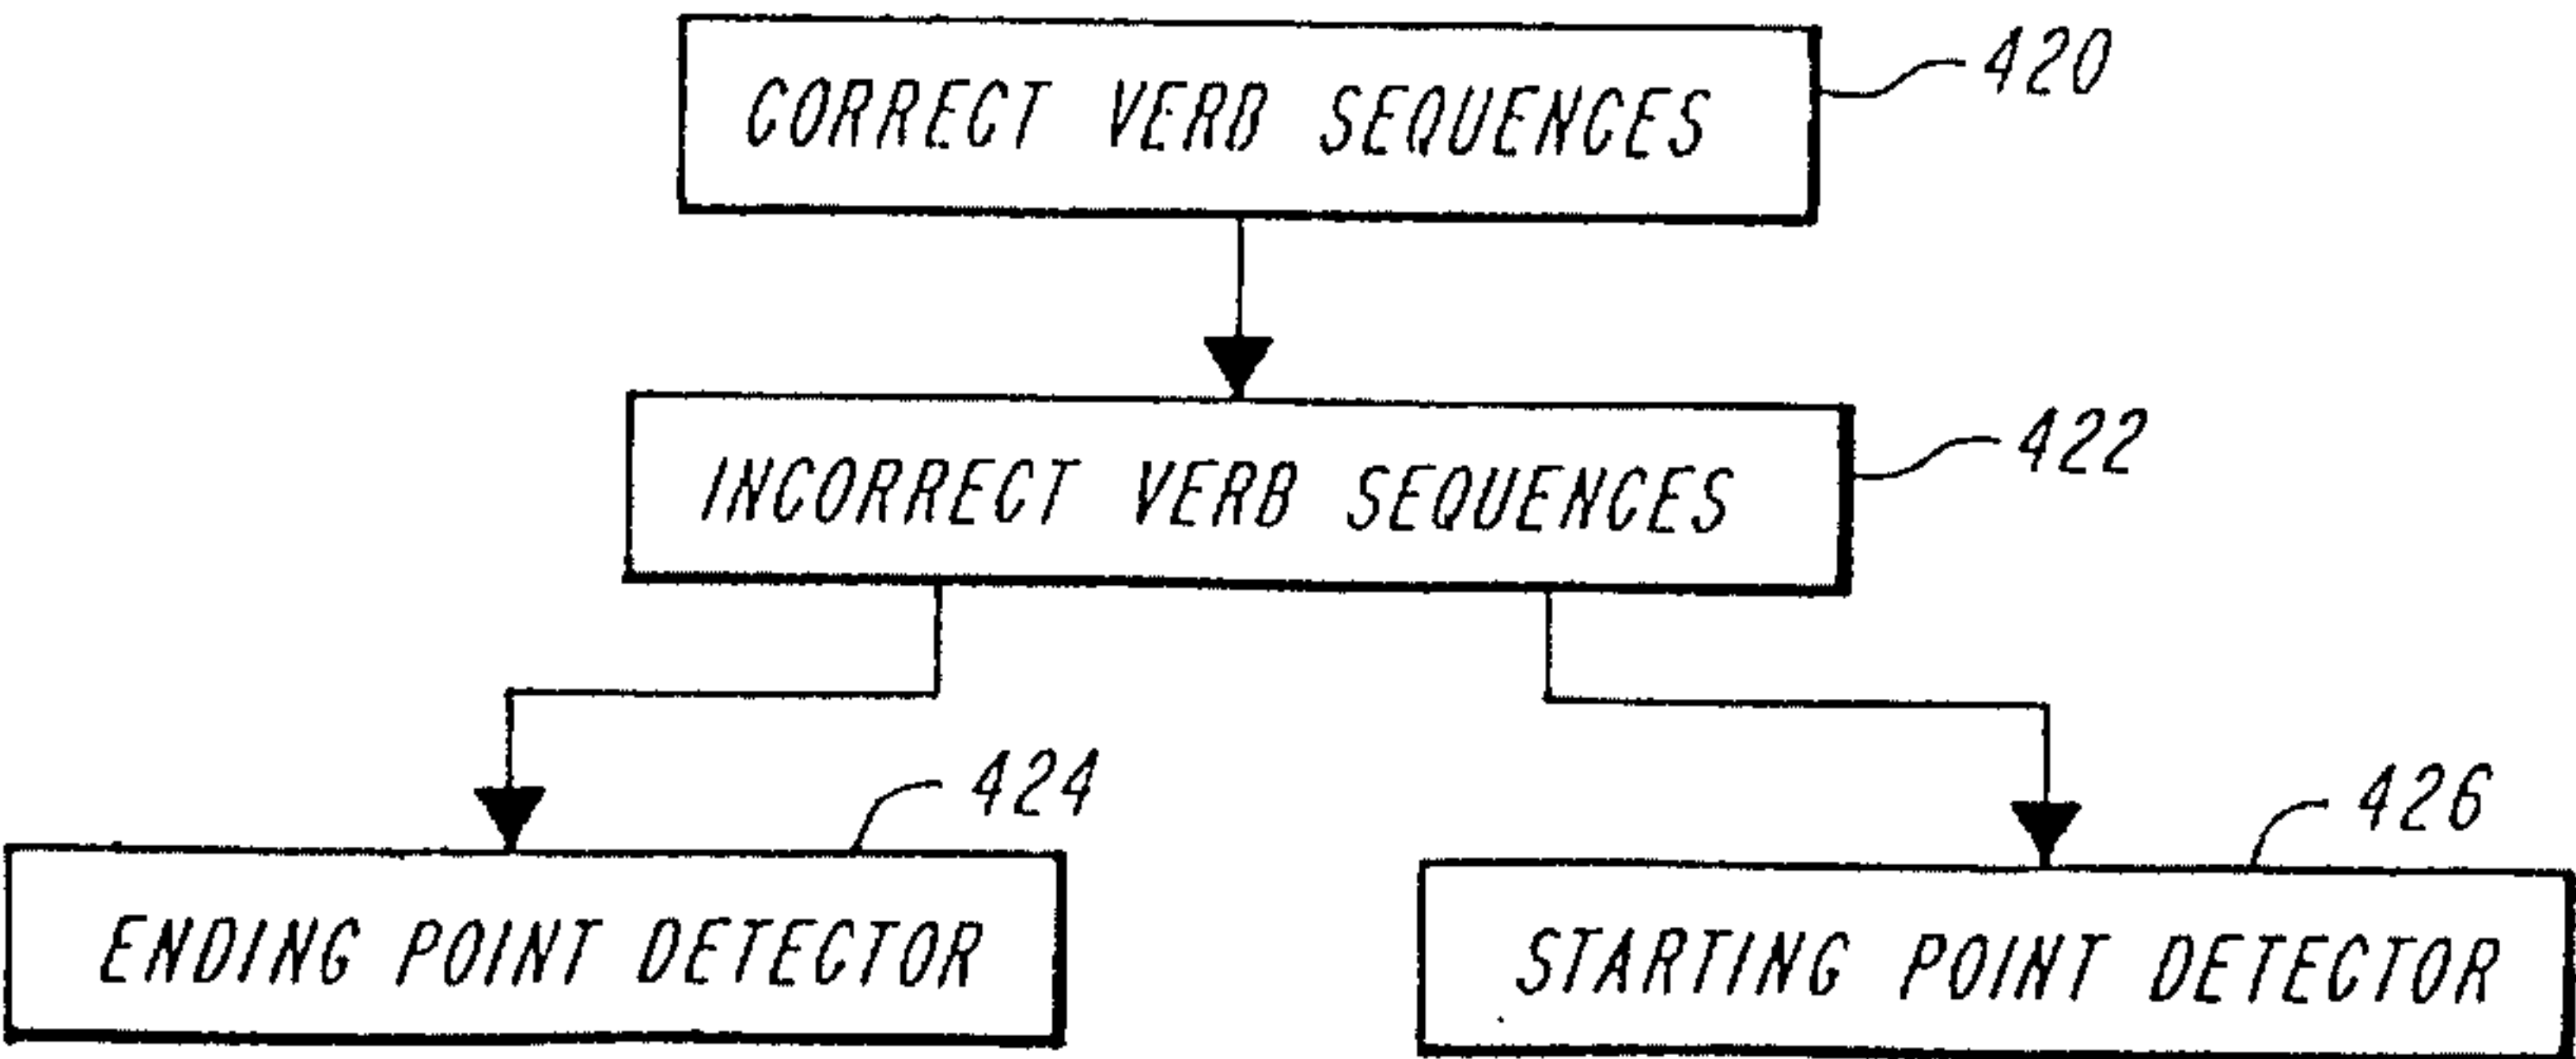 CORRECT VERB SEQUENCES
420
INCORRECT VERB SEQUENCES
422
424
426
ENDING POINT DETECTOR
STARTING POINT DETECTOR